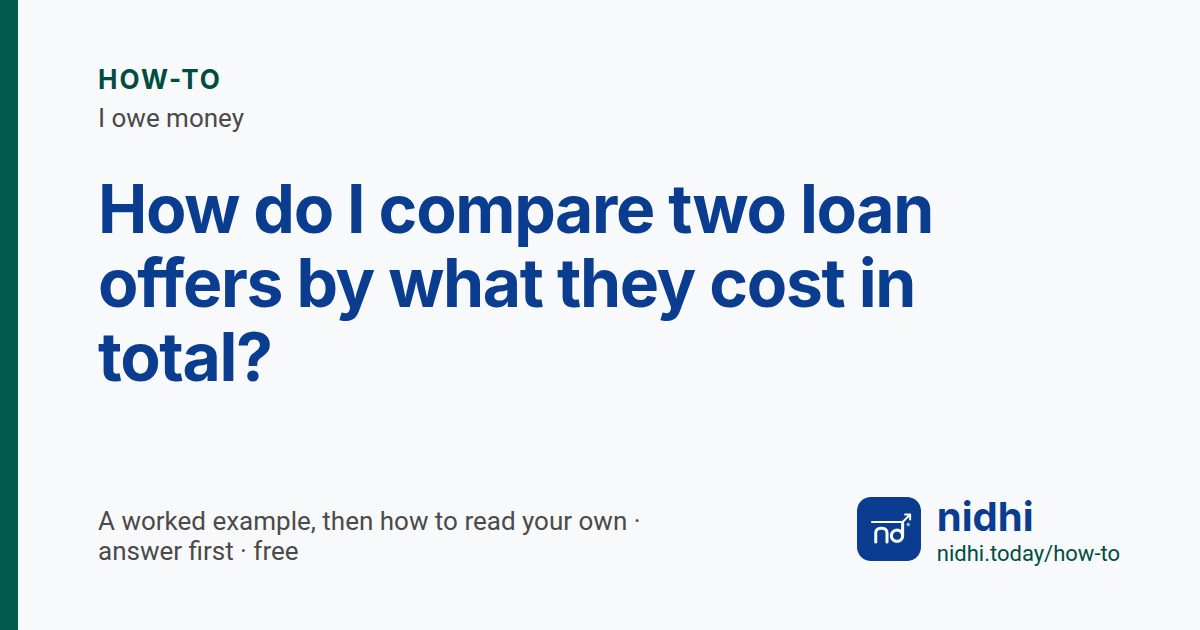 HOW-TO
I owe money
How do I compare two loan
offers by what they cost in
total?
A worked example, then how to read your own ·
answer first · free
nd
nidhi
nidhi.today/how-to